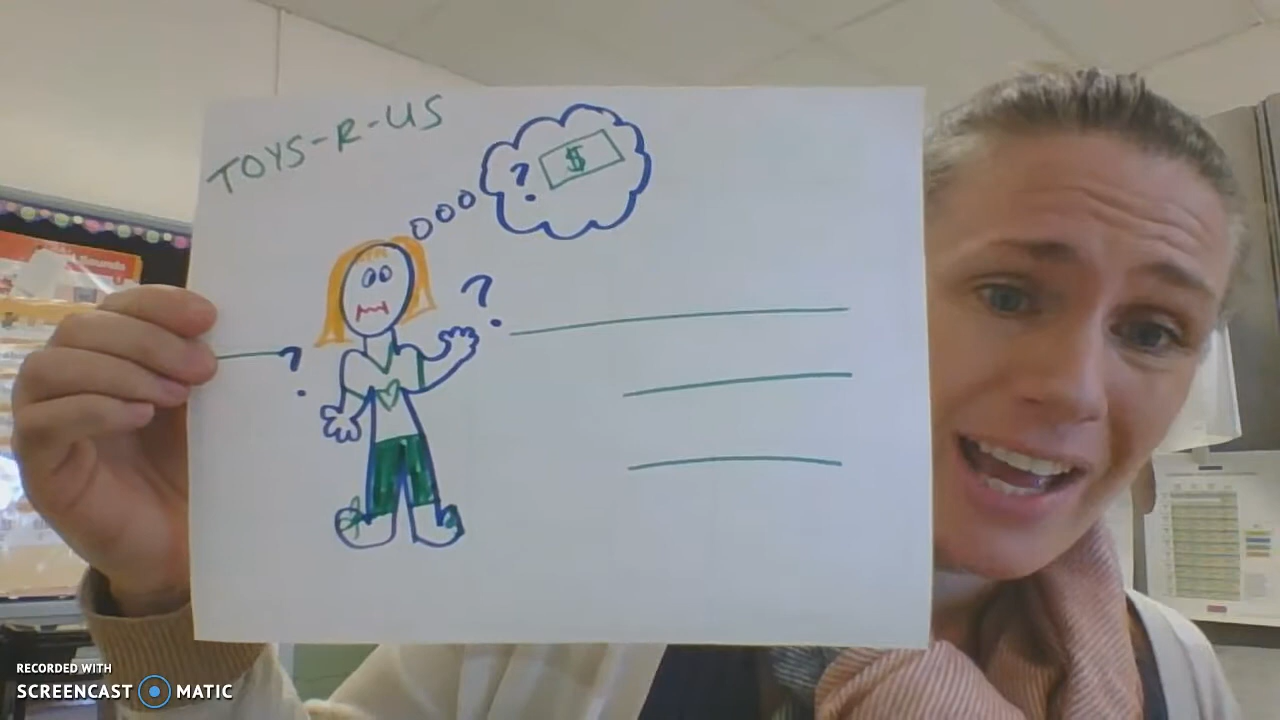 TOYS-R-US
? $
?
?
RECORDED WITH
SCREENCAST MATIC